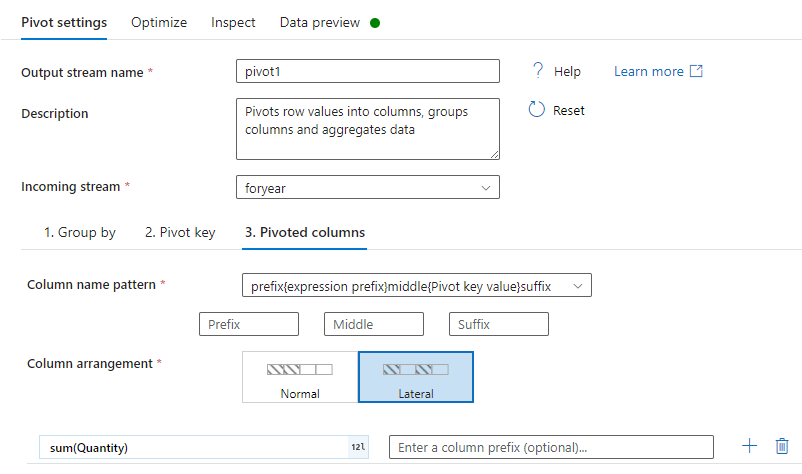 Pivot settings Optimize Inspect Data preview
Output stream name * pivot1 Help Learn more
Description Pivots row values into columns, groups columns and aggregates data Reset
Incoming stream * foryear
1. Group by 2. Pivot key 3. Pivoted columns
Column name pattern * prefix{expression prefix}middle{Pivot key value}suffix
Prefix Middle Suffix
Column arrangement * Normal Lateral
sum(Quantity) 12l Enter a column prefix (optional)...